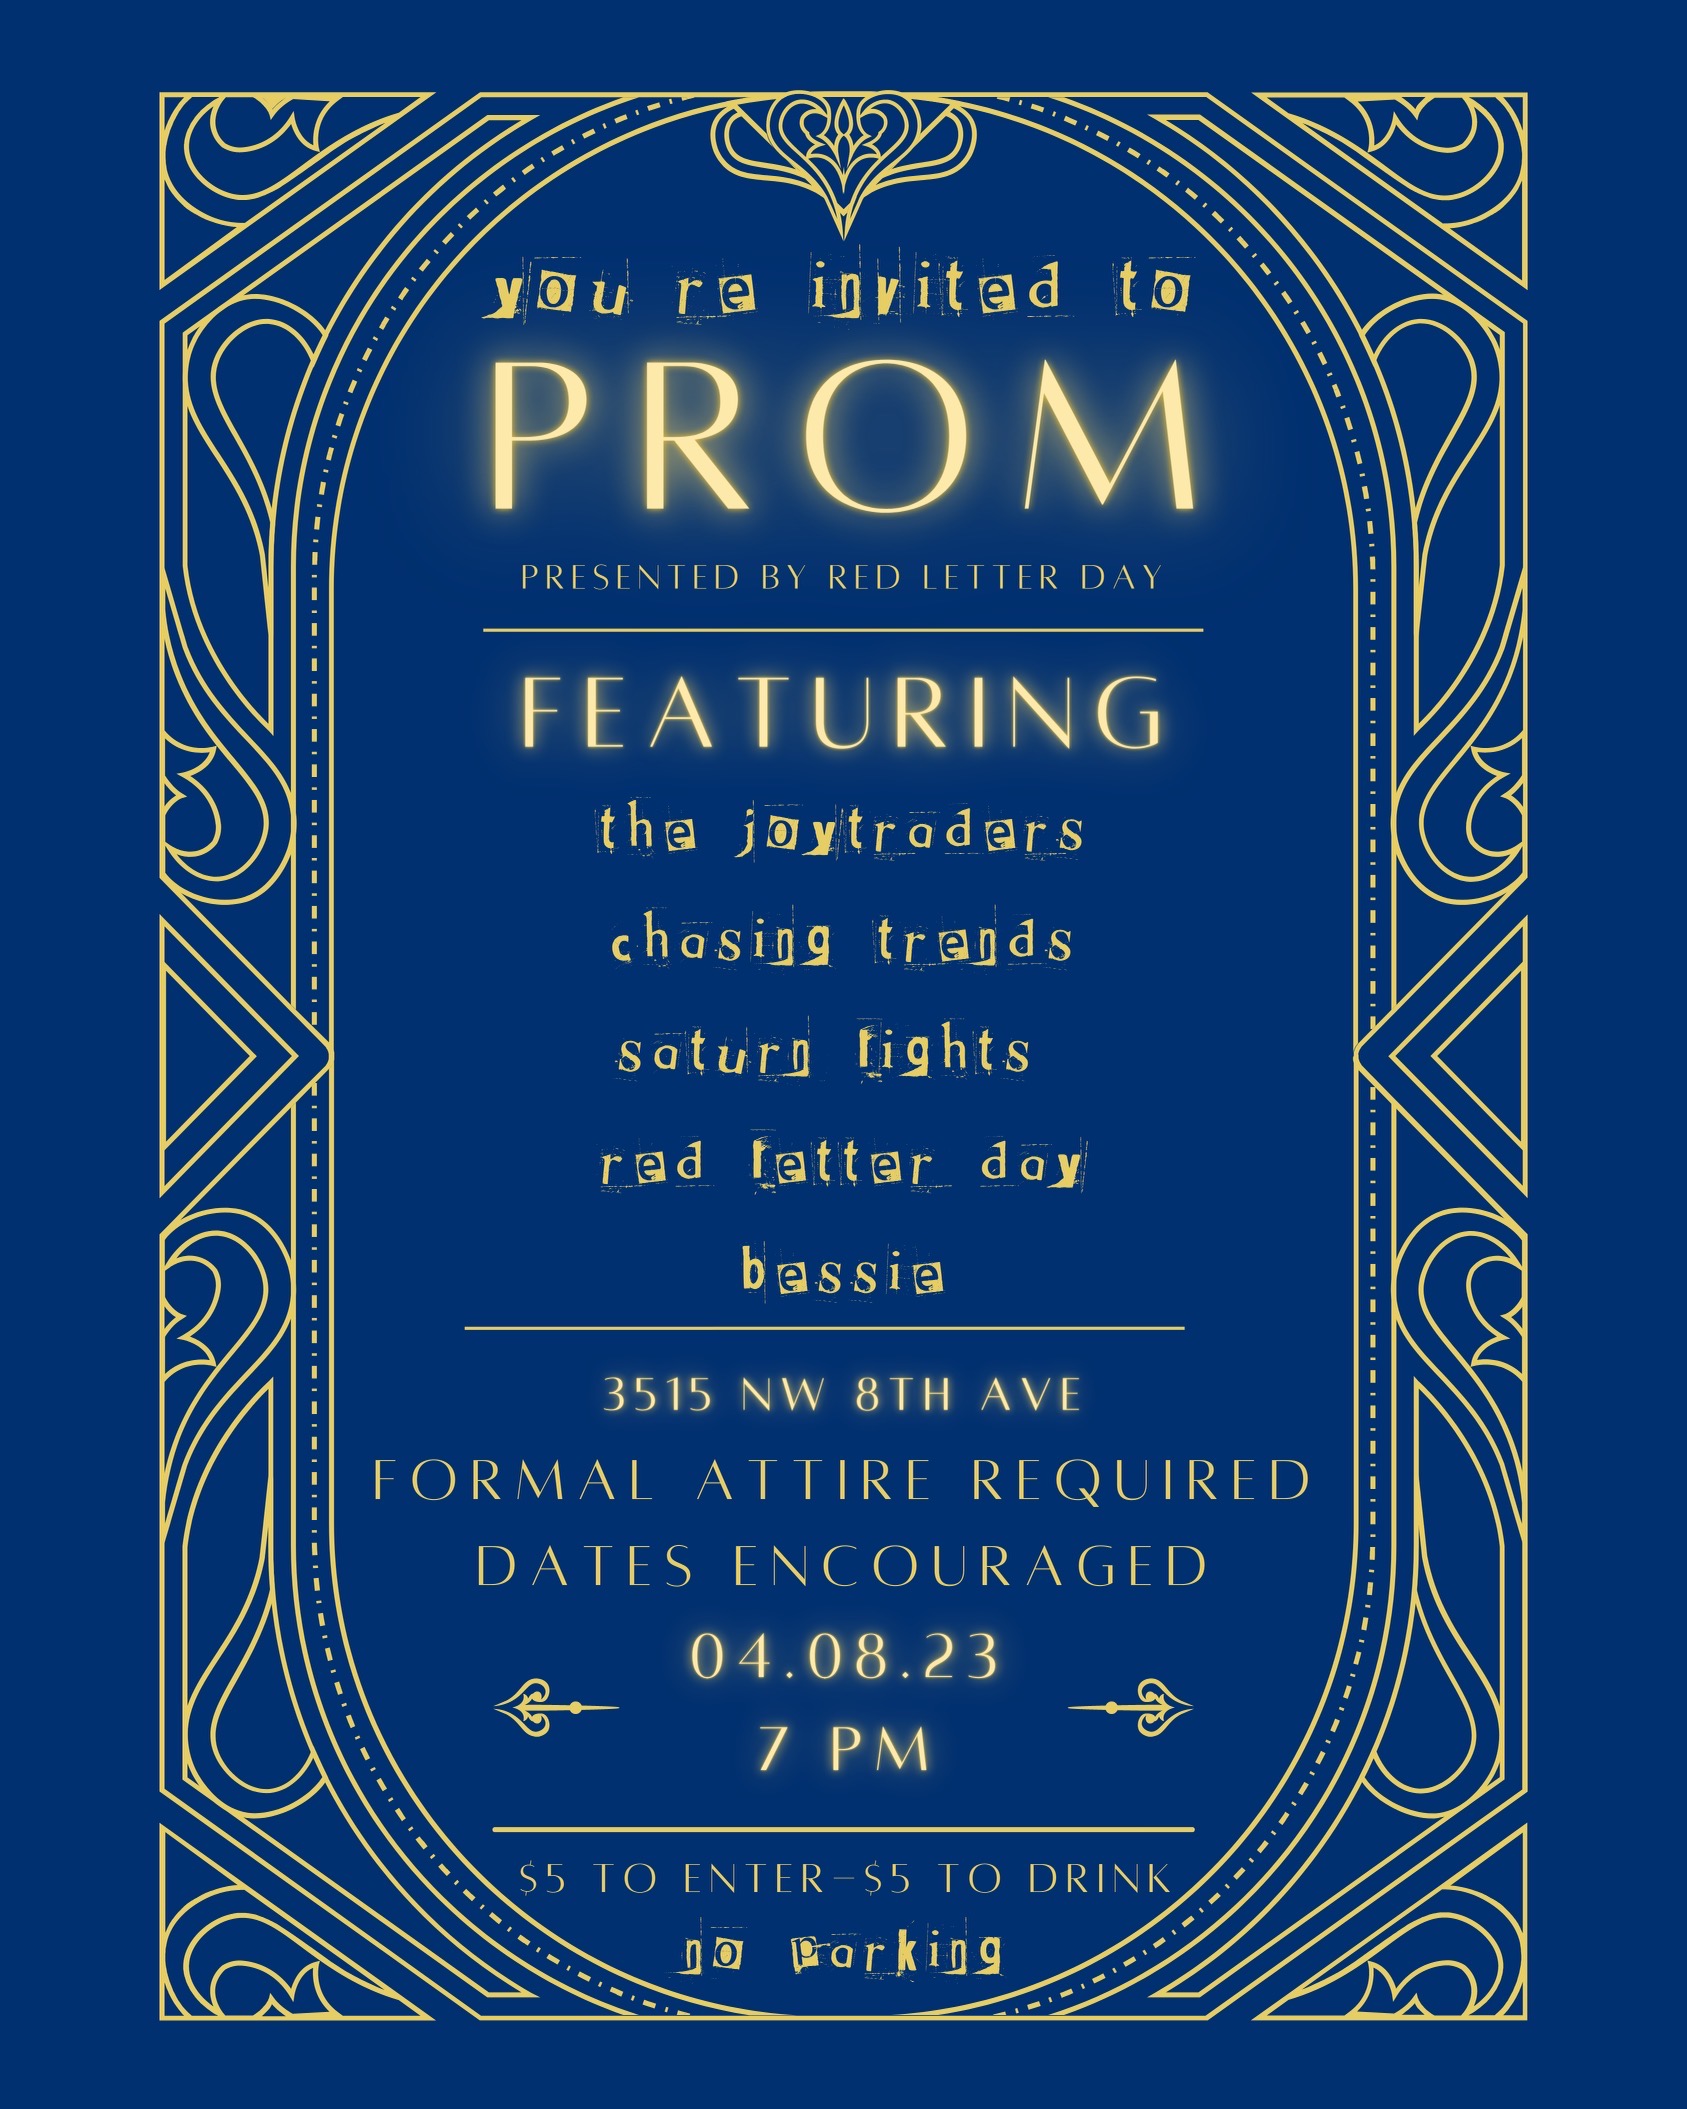 you re invited to
PROM
PRESENTED BY RED LETTER DAY
FEATURING
the joytraders
chasing trends
saturn lights
red letter day
bessie
3515 NW 8TH AVE
FORMAL ATTIRE REQUIRED
DATES ENCOURAGED
04.08.23
7 PM
$5 TO ENTER–$5 TO DRINK
no parking